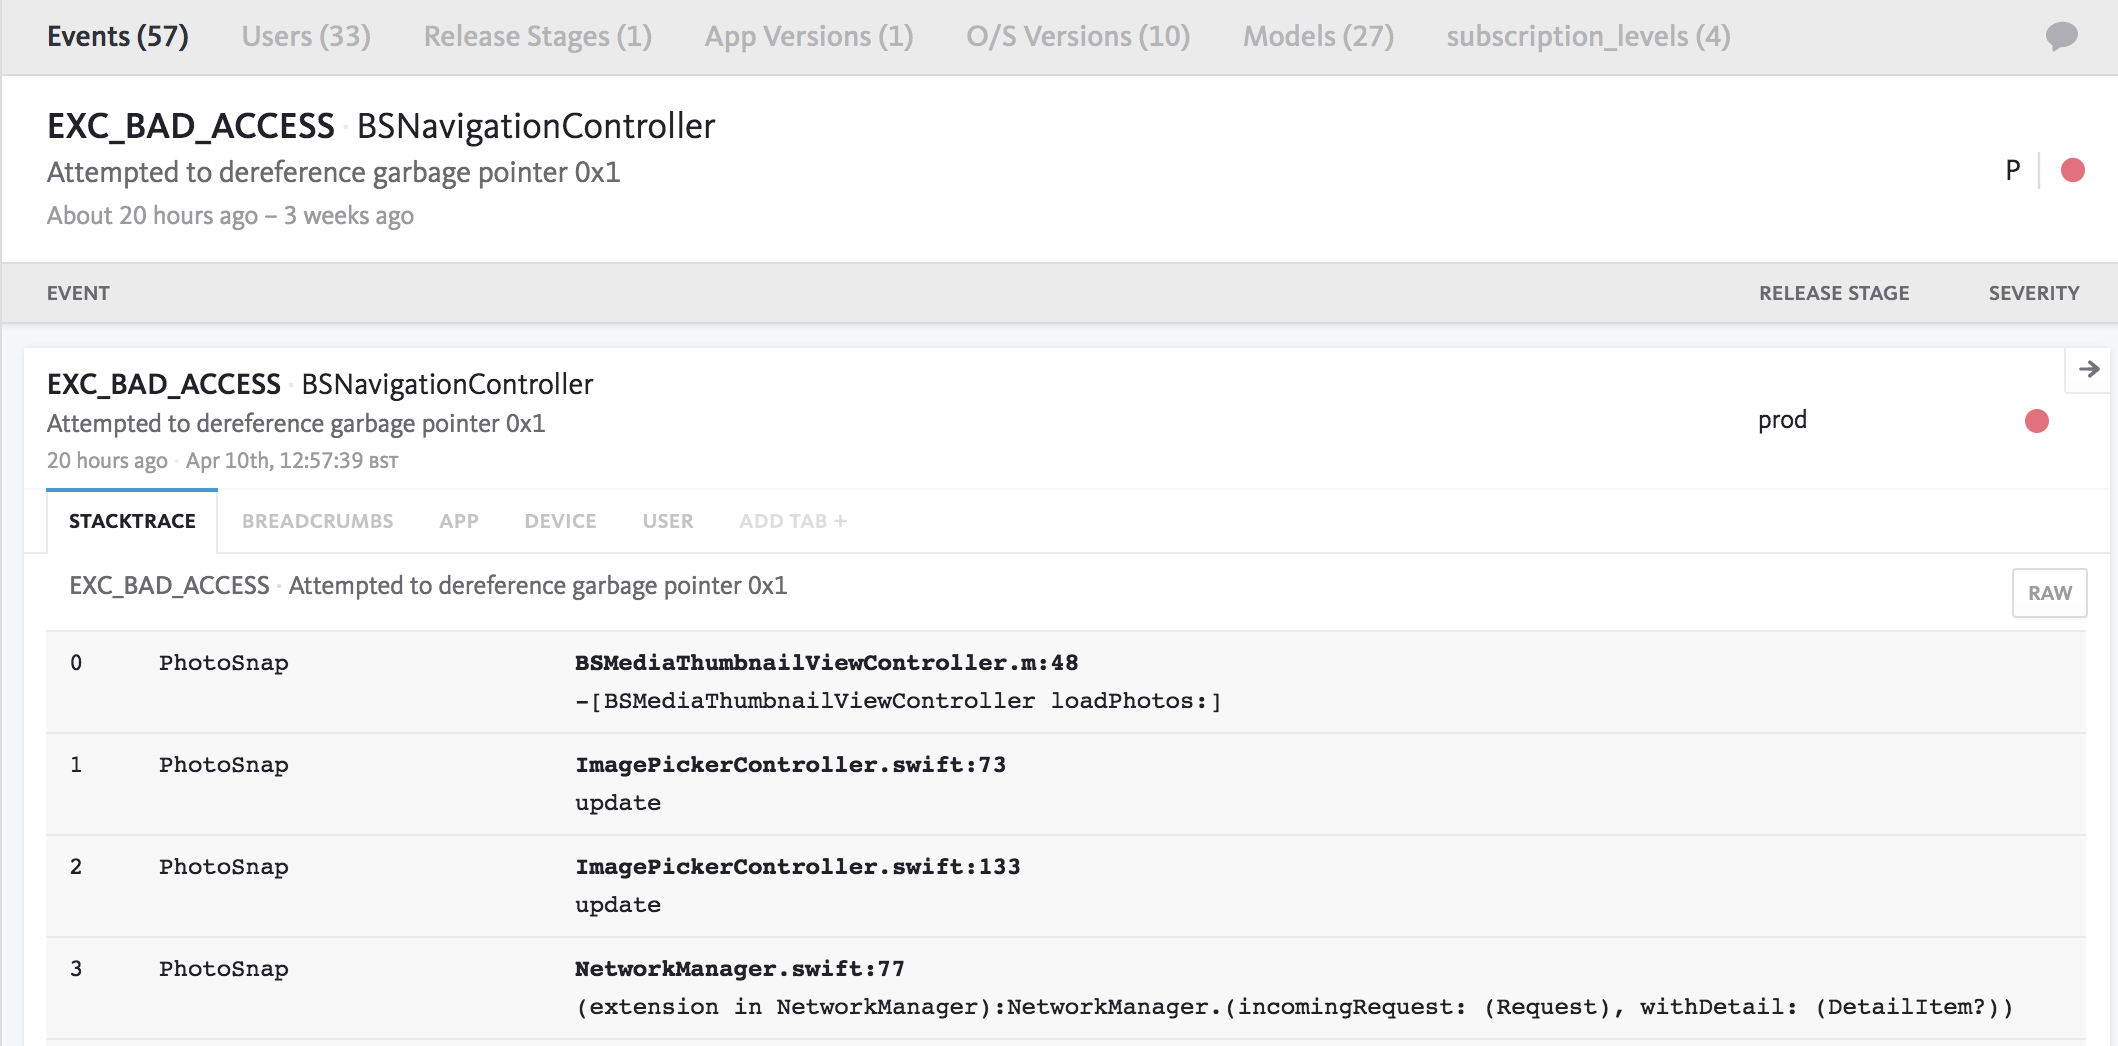 Events (57) Users (33) Release Stages (1) App Versions (1) O/S Versions (10) Models (27) subscription_levels (4)
EXC_BAD_ACCESS · BSNavigationController
Attempted to dereference garbage pointer 0x1
About 20 hours ago – 3 weeks ago
P
EVENT RELEASE STAGE SEVERITY
EXC_BAD_ACCESS · BSNavigationController
Attempted to dereference garbage pointer 0x1
20 hours ago · Apr 10th, 12:57:39 BST
prod
STACKTRACE BREADCRUMBS APP DEVICE USER ADD TAB +
EXC_BAD_ACCESS · Attempted to dereference garbage pointer 0x1
RAW
0 PhotoSnap BSMediaThumbnailViewController.m:48
-[BSMediaThumbnailViewController loadPhotos:]
1 PhotoSnap ImagePickerController.swift:73
update
2 PhotoSnap ImagePickerController.swift:133
update
3 PhotoSnap NetworkManager.swift:77
(extension in NetworkManager):NetworkManager.(incomingRequest: (Request), withDetail: (DetailItem?))